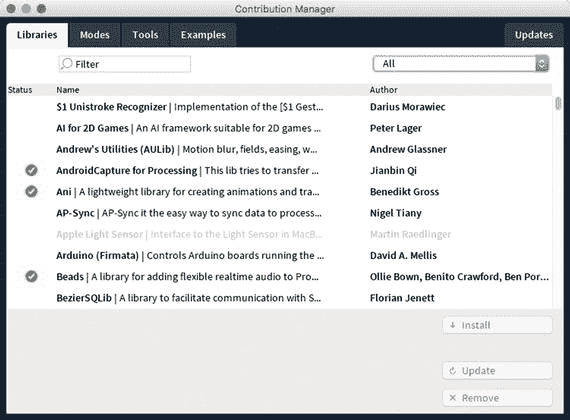 Contribution Manager
Libraries Modes Tools Examples Updates
Filter All
Status Name Author
$1 Unistroke Recognizer | Implementation of the [$1 Gest... Darius Morawiec
AI for 2D Games | An AI framework suitable for 2D games ... Peter Lager
Andrew's Utilities (AULib) | Motion blur, fields, easing, w... Andrew Glassner
AndroidCapture for Processing | This lib tries to transfer ... Jianbin Qi
Ani | A lightweight library for creating animations and tra... Benedikt Gross
AP-Sync | AP-Sync it the easy way to sync data to process... Nigel Tiany
Apple Light Sensor | Interface to the Light Sensor in MacB... Martin Raedlinger
Arduino (Firmata) | Controls Arduino boards running the ... David A. Mellis
Beads | A library for adding flexible realtime audio to Pro... Ollie Bown, Benito Crawford, Ben Por...
BezierSQLib | A library to facilitate communication with S... Florian Jenett
Install
Update
Remove